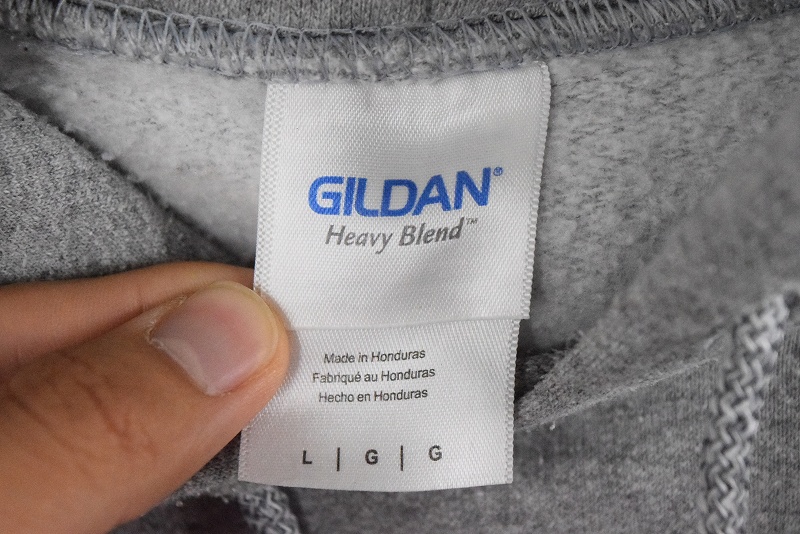 GILDAN®
Heavy Blend™
Made in Honduras
Fabriqué au Honduras
Hecho en Honduras
L | G | G